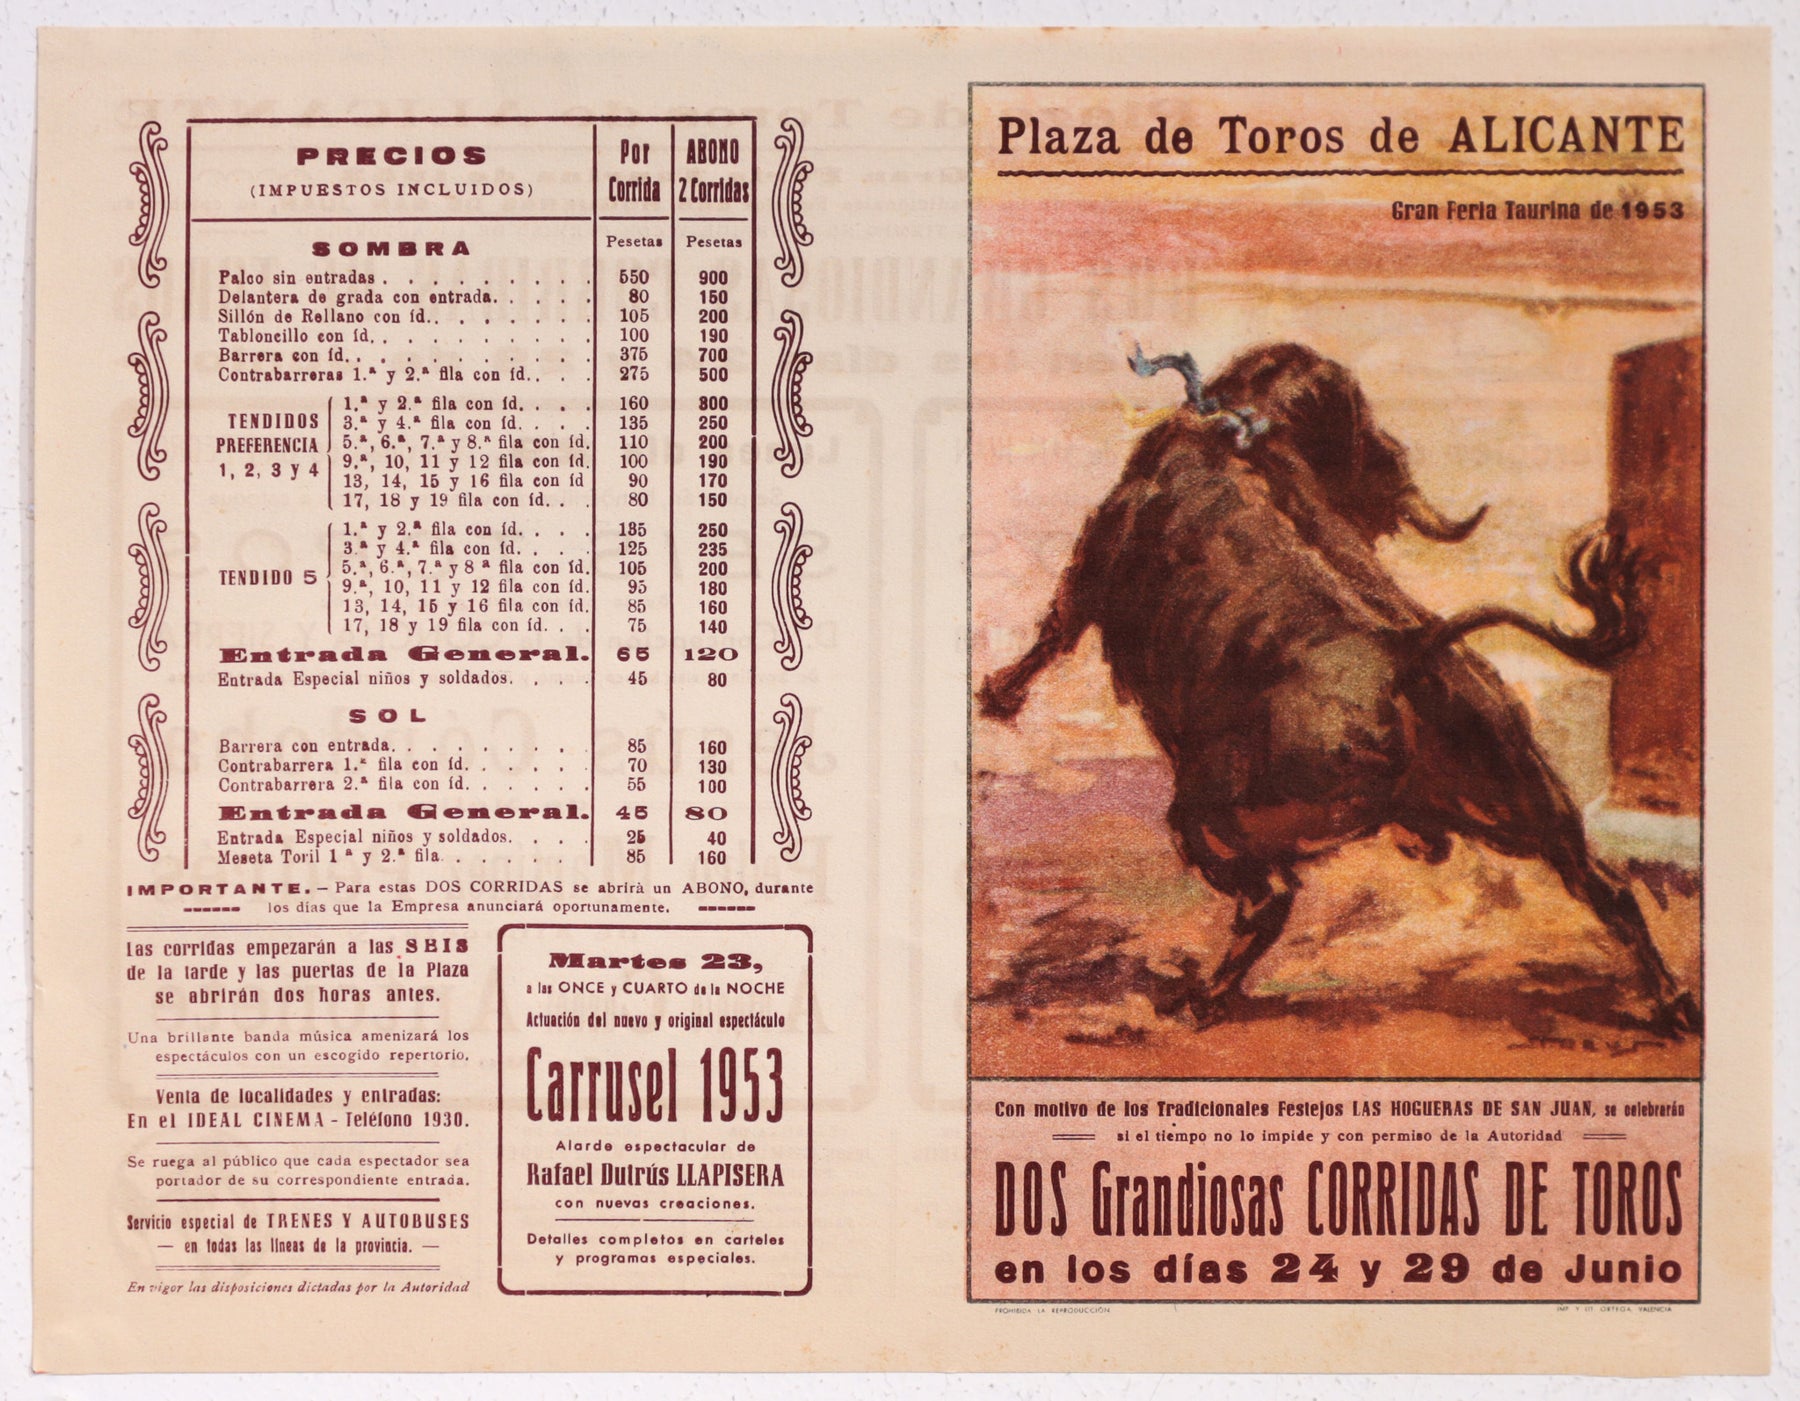 PRECIOS
(IMPUESTOS INCLUIDOS)
Por Corrida
ABONO 2 Corridas
SOMBRA
Pesetas Pesetas
Palco sin entradas . . . . . . . . . 550 900
Delantera de grada con entrada. . . . . 80 150
Sillón de Rellano con íd.. . . . . . . 105 200
Tabloncillo con íd. . . . . . . . . . 100 190
Barrera con íd. . . . . . . . . . . 375 700
Contrabarreras 1.ª y 2.ª fila con íd.. . . 275 500
TENDIDOS PREFERENCIA 1, 2, 3 y 4
1.ª y 2.ª fila con íd. . . . 160 300
3.ª y 4.ª fila con íd. . . . 135 250
5.ª, 6.ª, 7.ª y 8.ª fila con íd. 110 200
9.ª, 10, 11 y 12 fila con íd. 100 190
13, 14, 15 y 16 fila con íd 90 170
17, 18 y 19 fila con íd. . . 80 150
TENDIDO 5
1.ª y 2.ª fila con íd. . . . 135 250
3.ª y 4.ª fila con íd. . . . 125 235
5.ª, 6.ª, 7.ª y 8 ª fila con íd. 105 200
9.ª, 10, 11 y 12 fila con íd. 95 180
13, 14, 15 y 16 fila con íd. 85 160
17, 18 y 19 fila con íd. . . 75 140
Entrada General. 65 120
Entrada Especial niños y soldados. . . . 45 80
SOL
Barrera con entrada. . . . . . . . 85 160
Contrabarrera 1.ª fila con íd. . . . . . 70 130
Contrabarrera 2.ª fila con íd. . . . . . 55 100
Entrada General. 45 80
Entrada Especial niños y soldados. . . . 25 40
Meseta Toril 1 ª y 2.ª fila. . . . . . 85 160
IMPORTANTE. – Para estas DOS CORRIDAS se abrirá un ABONO, durante
los días que la Empresa anunciará oportunamente.
Las corridas empezarán a las SEIS
de la tarde y las puertas de la Plaza
se abrirán dos horas antes.
Una brillante banda música amenizará los
espectáculos con un escogido repertorio.
Venta de localidades y entradas:
En el IDEAL CINEMA - Teléfono 1930.
Se ruega al público que cada espectador sea
portador de su correspondiente entrada.
Servicio especial de TRENES Y AUTOBUSES
— en todas las líneas de la provincia. —
En vigor las disposiciones dictadas por la Autoridad
Martes 23,
a las ONCE y CUARTO de la NOCHE
Actuación del nuevo y original espectáculo
Carrusel 1953
Alarde espectacular de
Rafael Dutrús LLAPISERA
con nuevas creaciones.
Detalles completos en carteles
y programas especiales.
Plaza de Toros de ALICANTE
Gran Feria Taurina de 1953
Con motivo de los Tradicionales Festejos LAS HOGUERAS DE SAN JUAN, se celebrarán
si el tiempo no lo impide y con permiso de la Autoridad
DOS Grandiosas CORRIDAS DE TOROS
en los días 24 y 29 de Junio
PROHIBIDA LA REPRODUCCIÓN
IMP. Y LIT. ORTEGA, VALENCIA